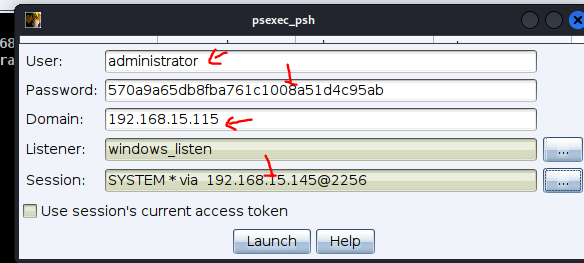 psexec_psh
68
ra
User: administrator
Password: 570a9a65db8fba761c1008a51d4c95ab
Domain: 192.168.15.115
Listener: windows_listen ...
Session: SYSTEM * via 192.168.15.145@2256 ...
Use session's current access token
Launch Help